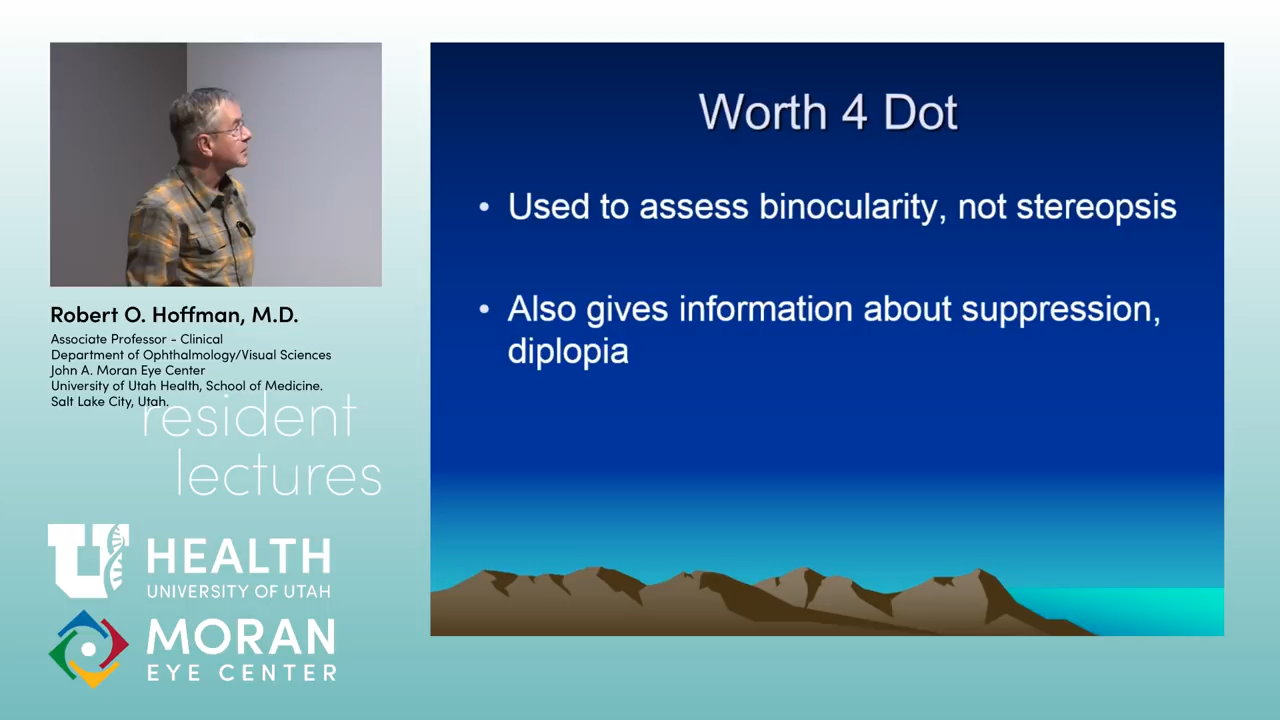 Worth 4 Dot
• Used to assess binocularity, not stereopsis
• Also gives information about suppression,
diplopia
Robert O. Hoffman, M.D.
Associate Professor - Clinical
Department of Ophthalmology/Visual Sciences
John A. Moran Eye Center
University of Utah Health, School of Medicine.
Salt Lake City, Utah.
resident
lectures
U HEALTH
UNIVERSITY OF UTAH
MORAN
EYE CENTER